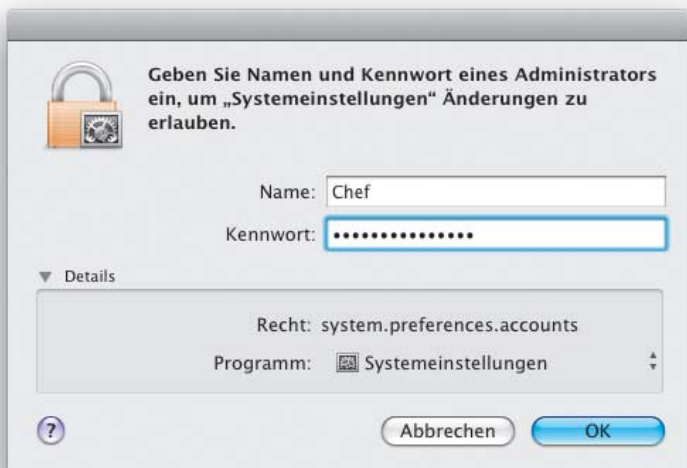 Geben Sie Namen und Kennwort eines Administrators
ein, um „Systemeinstellungen“ Änderungen zu
erlauben.
Name: Chef
Kennwort: •••••••••••••••
Details
Recht: system.preferences.accounts
Programm: Systemeinstellungen
?
Abbrechen
OK